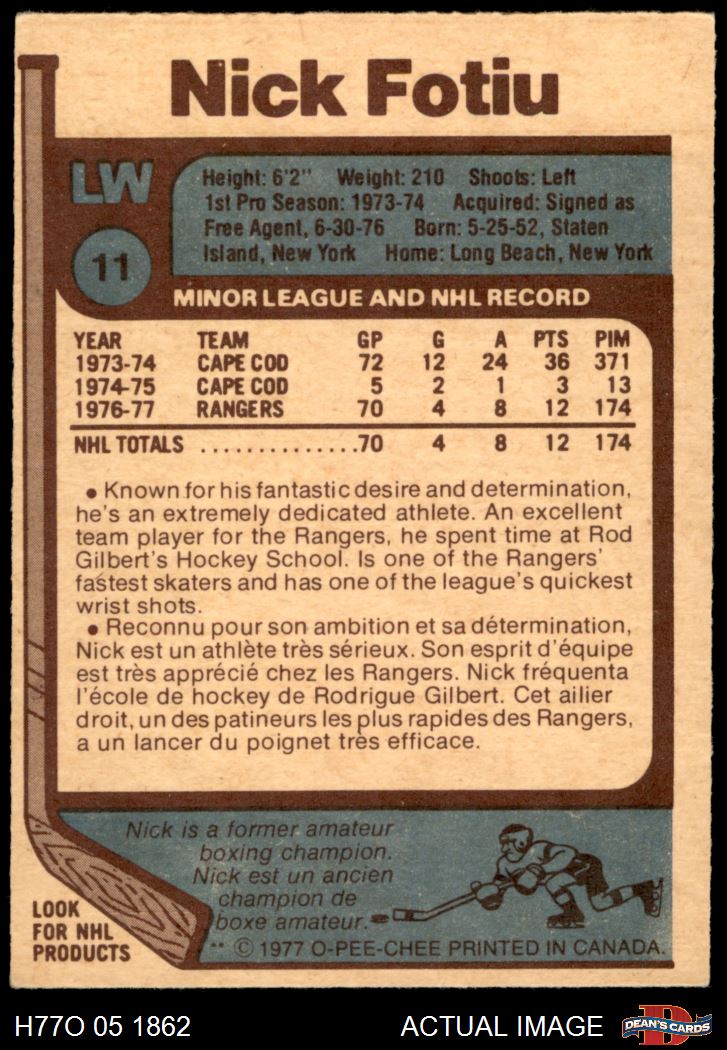 Nick Fotiu
LW
11
Height: 6'2" Weight: 210 Shoots: Left
1st Pro Season: 1973-74 Acquired: Signed as
Free Agent, 6-30-76 Born: 5-25-52, Staten
Island, New York Home: Long Beach, New York
MINOR LEAGUE AND NHL RECORD
YEAR TEAM GP G A PTS PIM
1973-74 CAPE COD 72 12 24 36 371
1974-75 CAPE COD 5 2 1 3 13
1976-77 RANGERS 70 4 8 12 174
NHL TOTALS ..............70 4 8 12 174
• Known for his fantastic desire and determination,
he's an extremely dedicated athlete. An excellent
team player for the Rangers, he spent time at Rod
Gilbert's Hockey School. Is one of the Rangers'
fastest skaters and has one of the league's quickest
wrist shots.
• Reconnu pour son ambition et sa détermination,
Nick est un athlète très sérieux. Son esprit d'équipe
est très apprécié chez les Rangers. Nick fréquenta
l'école de hockey de Rodrigue Gilbert. Cet ailier
droit, un des patineurs les plus rapides des Rangers,
a un lancer du poignet très efficace.
Nick is a former amateur
boxing champion.
Nick est un ancien
champion de
boxe amateur.
LOOK
FOR NHL
PRODUCTS
** © 1977 O-PEE-CHEE PRINTED IN CANADA.
H77O 05 1862 ACTUAL IMAGE
D
DEAN'S CARDS